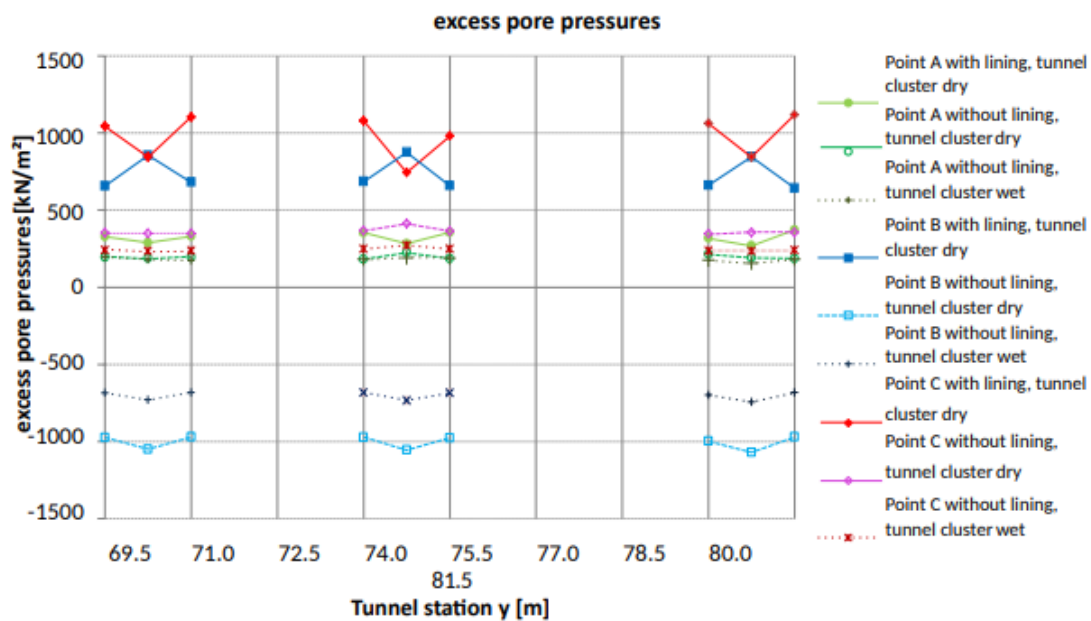 excess pore pressures
1500
1000
500
0
-500
-1000
-1500
excess pore pressures[kN/m²]
69.5 71.0 72.5 74.0 75.5 77.0 78.5 80.0
81.5
Tunnel station y [m]
Point A with lining, tunnel
cluster dry
Point A without lining,
tunnel cluster dry
Point A without lining,
tunnel cluster wet
Point B with lining, tunnel
cluster dry
Point B without lining,
tunnel cluster dry
Point B without lining,
tunnel cluster wet
Point C with lining, tunnel
cluster dry
Point C without lining,
tunnel cluster dry
Point C without lining,
tunnel cluster wet